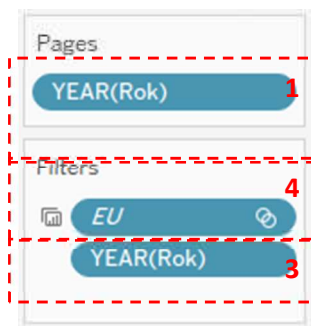 Pages
YEAR(Rok) 1
Filters
4
EU
YEAR(Rok) 3